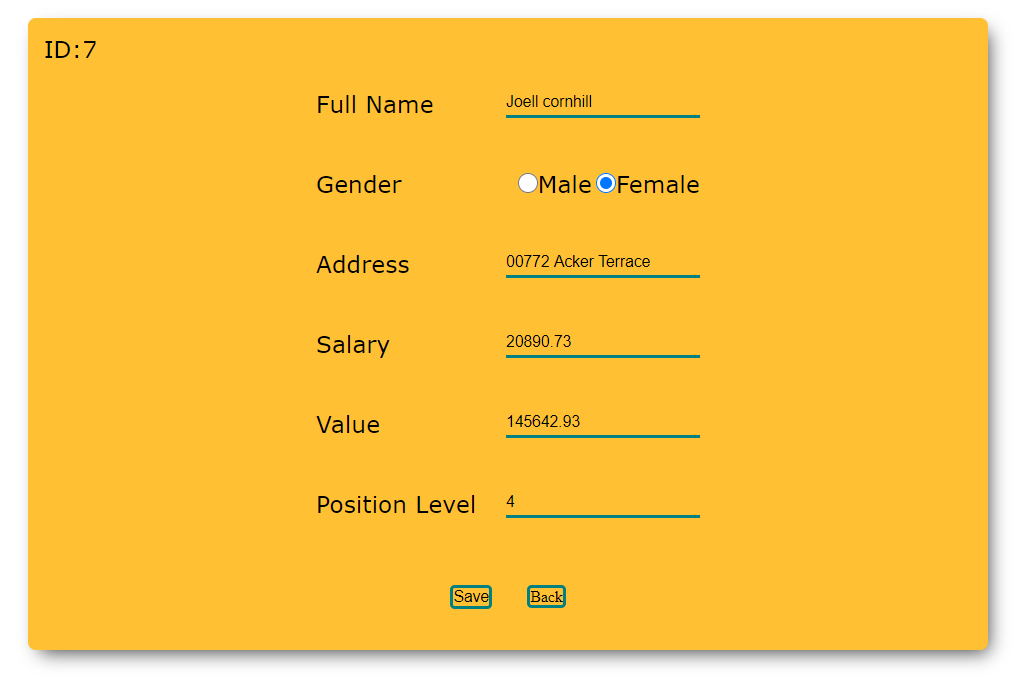 ID:7
Full Name Joell cornhill
Gender Male Female
Address 00772 Acker Terrace
Salary 20890.73
Value 145642.93
Position Level 4
Save Back